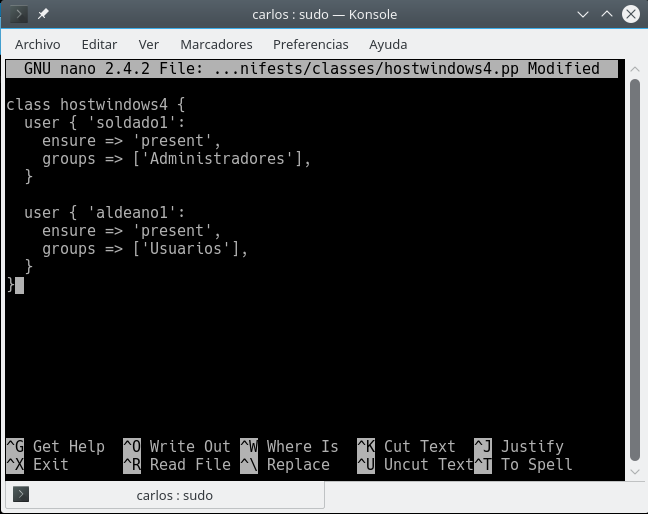 carlos : sudo — Konsole
Archivo Editar Ver Marcadores Preferencias Ayuda
GNU nano 2.4.2 File: ...nifests/classes/hostwindows4.pp Modified
class hostwindows4 {
  user { 'soldado1':
    ensure => 'present',
    groups => ['Administradores'],
  }
  user { 'aldeano1':
    ensure => 'present',
    groups => ['Usuarios'],
  }
}
^G Get Help ^O Write Out ^W Where Is ^K Cut Text ^J Justify
^X Exit ^R Read File ^\ Replace ^U Uncut Text ^T To Spell
carlos : sudo